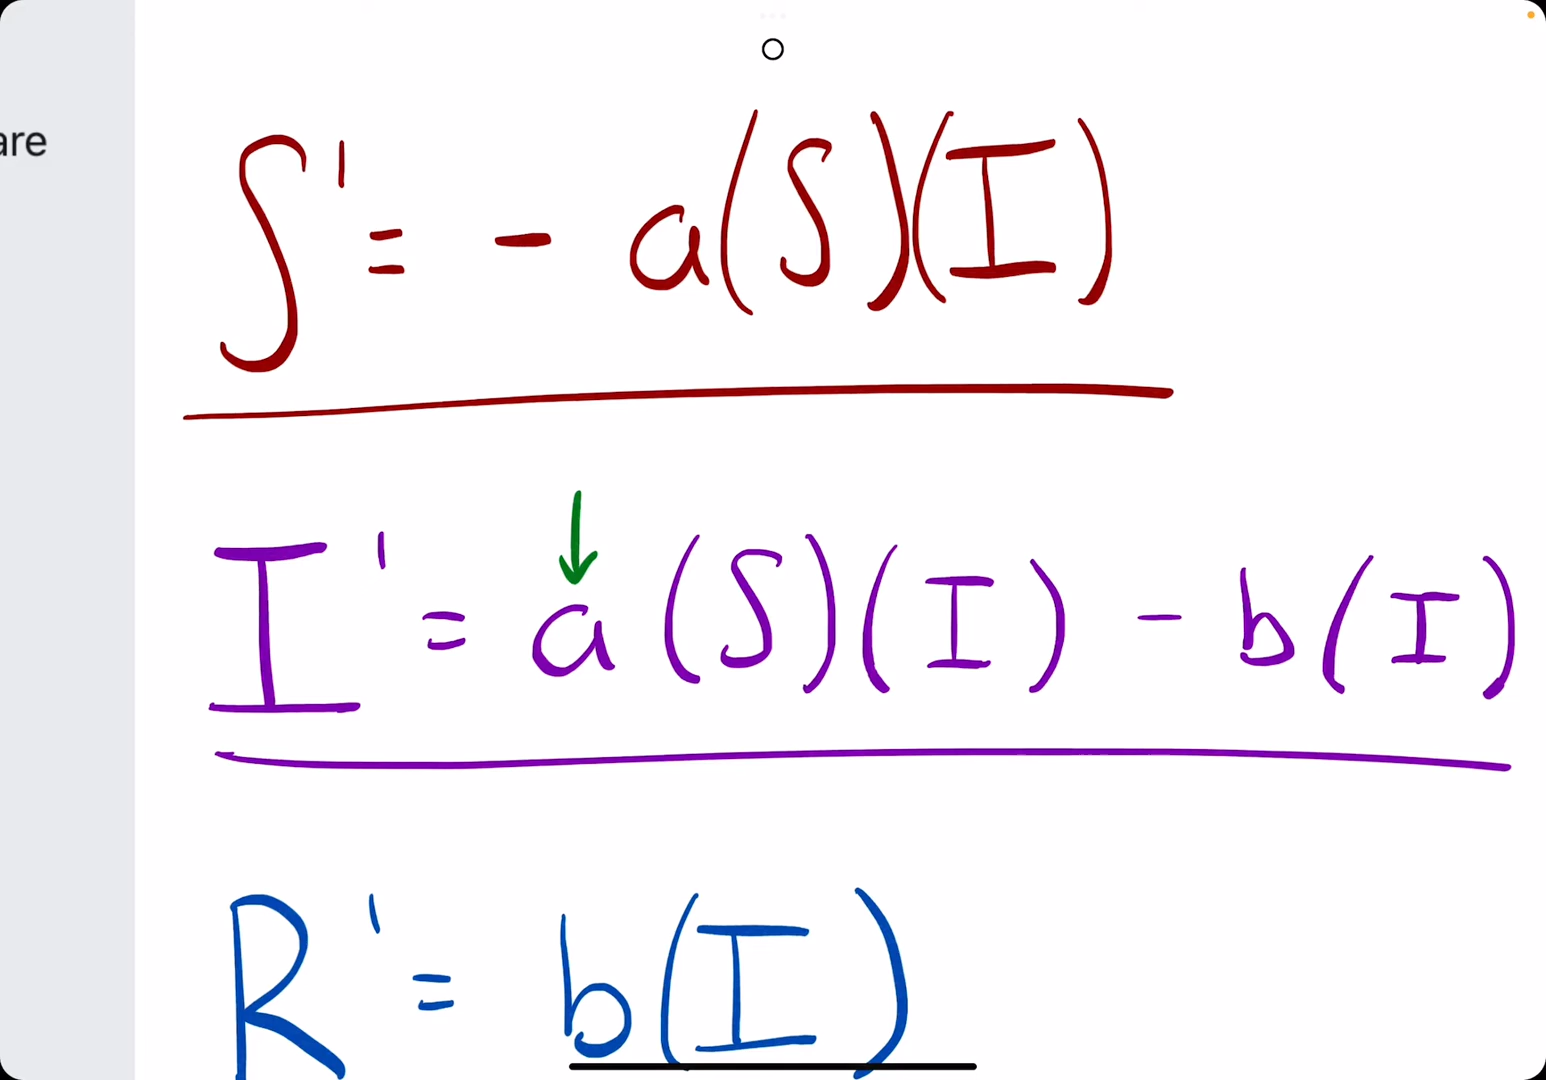 are
S' = - a(S)(I)
I' = a(S)(I) - b(I)
R' = b(I)